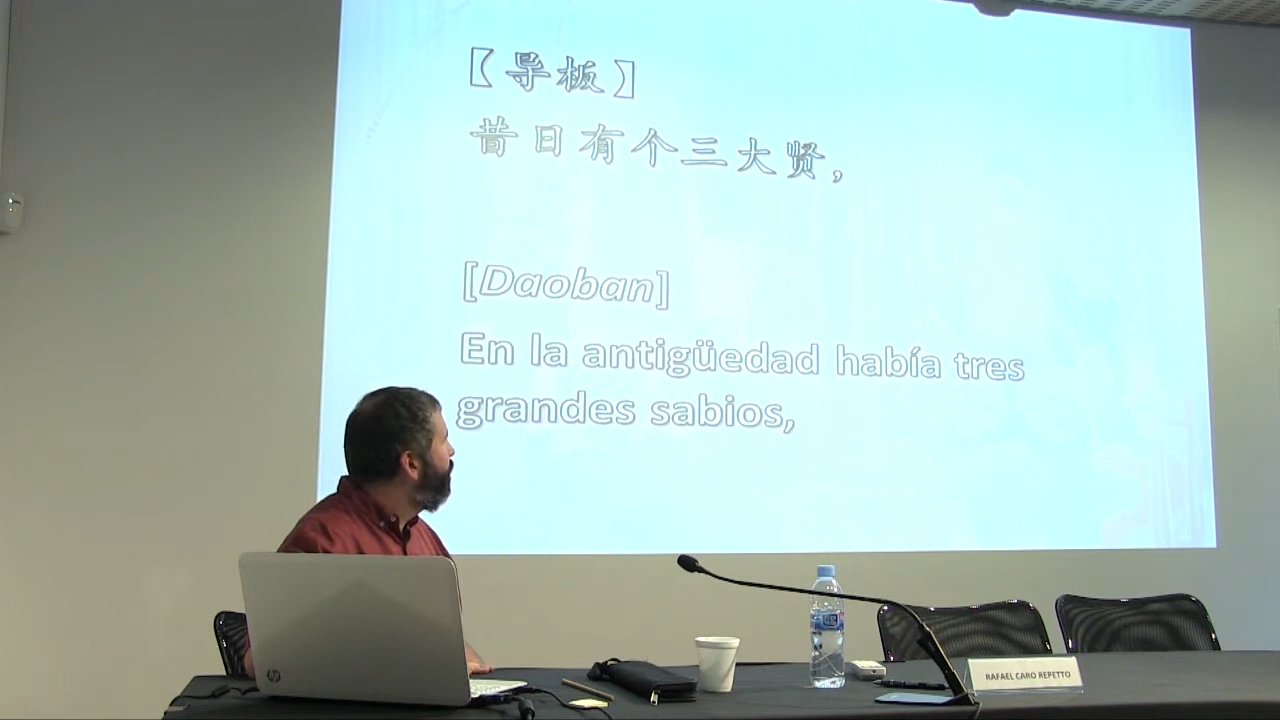 【导板】
昔日有个三大贤，
[Daoban]
En la antigüedad había tres
grandes sabios,
hp
RAFAEL CARO REPETTO